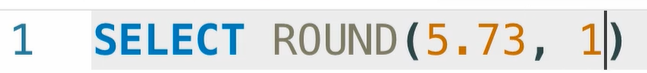 1 SELECT ROUND(5.73, 1)